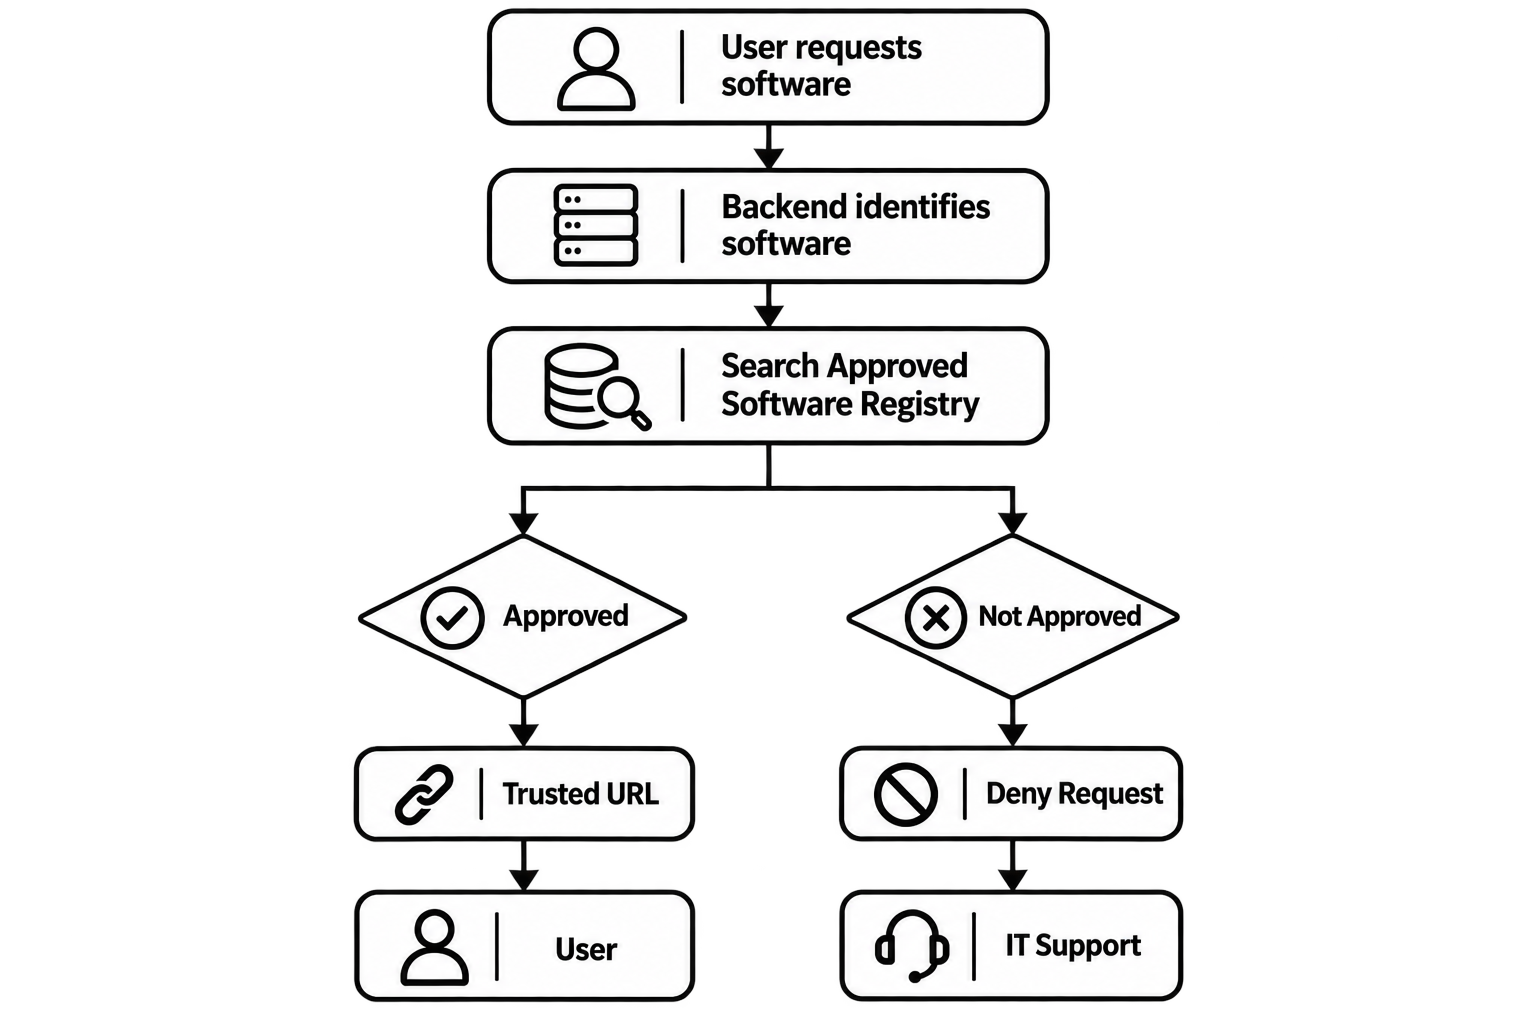 User requests
software
Backend identifies
software
Search Approved
Software Registry
Approved
Not Approved
Trusted URL
Deny Request
User
IT Support